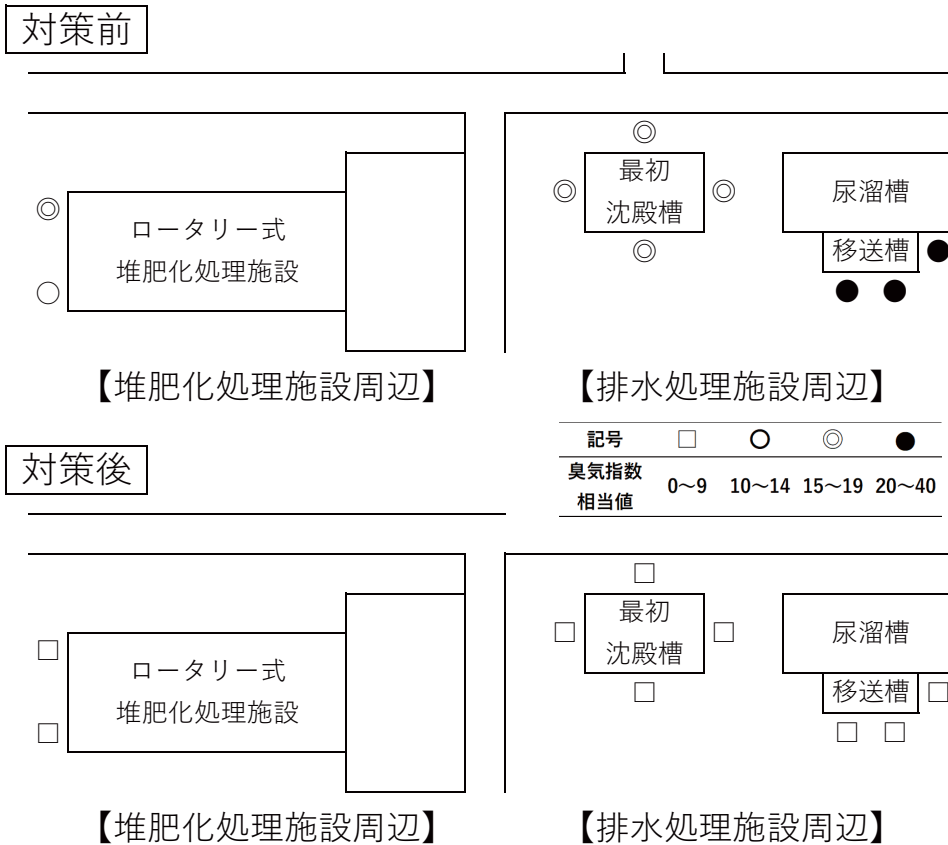 対策前
◎
最初
沈殿槽
◎
◎
◎
尿溜槽
移送槽
●
●
●
◎
○
ロータリー式
堆肥化処理施設
【堆肥化処理施設周辺】
【排水処理施設周辺】
記号 □ ○ ◎ ●
臭気指数
相当値
0～9 10～14 15～19 20～40
対策後
□
最初
沈殿槽
□
□
□
尿溜槽
移送槽
□
□
□
□
□
ロータリー式
堆肥化処理施設
【堆肥化処理施設周辺】
【排水処理施設周辺】